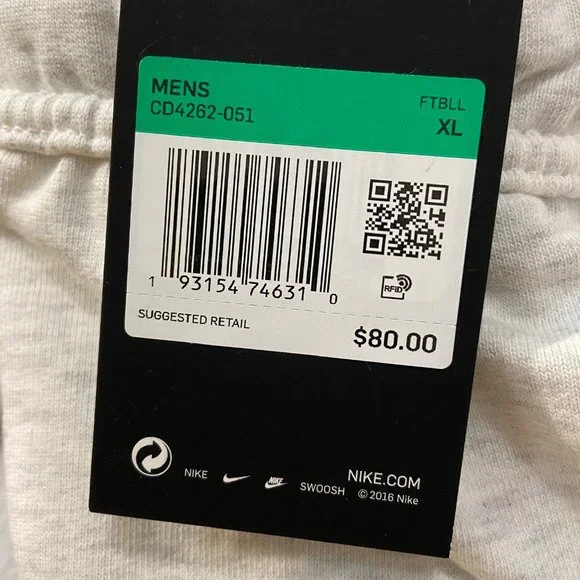 MENS
CD4262-051
FTBLL
XL
1 93154 74631 0
RFID
SUGGESTED RETAIL
$80.00
NIKE
NIKE
SWOOSH
NIKE.COM
© 2016 Nike